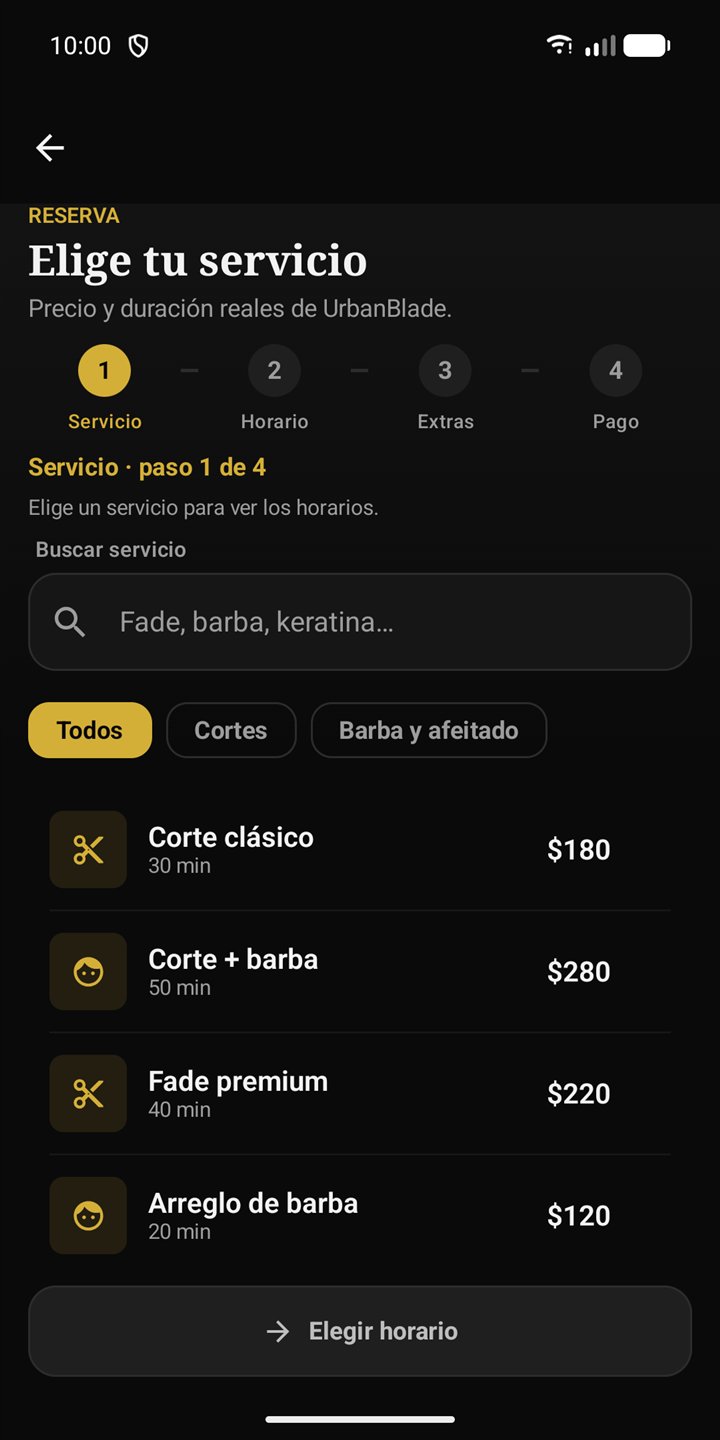 10:00
RESERVA
Elige tu servicio
Precio y duración reales de UrbanBlade.
1 2 3 4
Servicio Horario Extras Pago
Servicio · paso 1 de 4
Elige un servicio para ver los horarios.
Buscar servicio
Fade, barba, keratina…
Todos Cortes Barba y afeitado
Corte clásico
30 min
$180
Corte + barba
50 min
$280
Fade premium
40 min
$220
Arreglo de barba
20 min
$120
Elegir horario